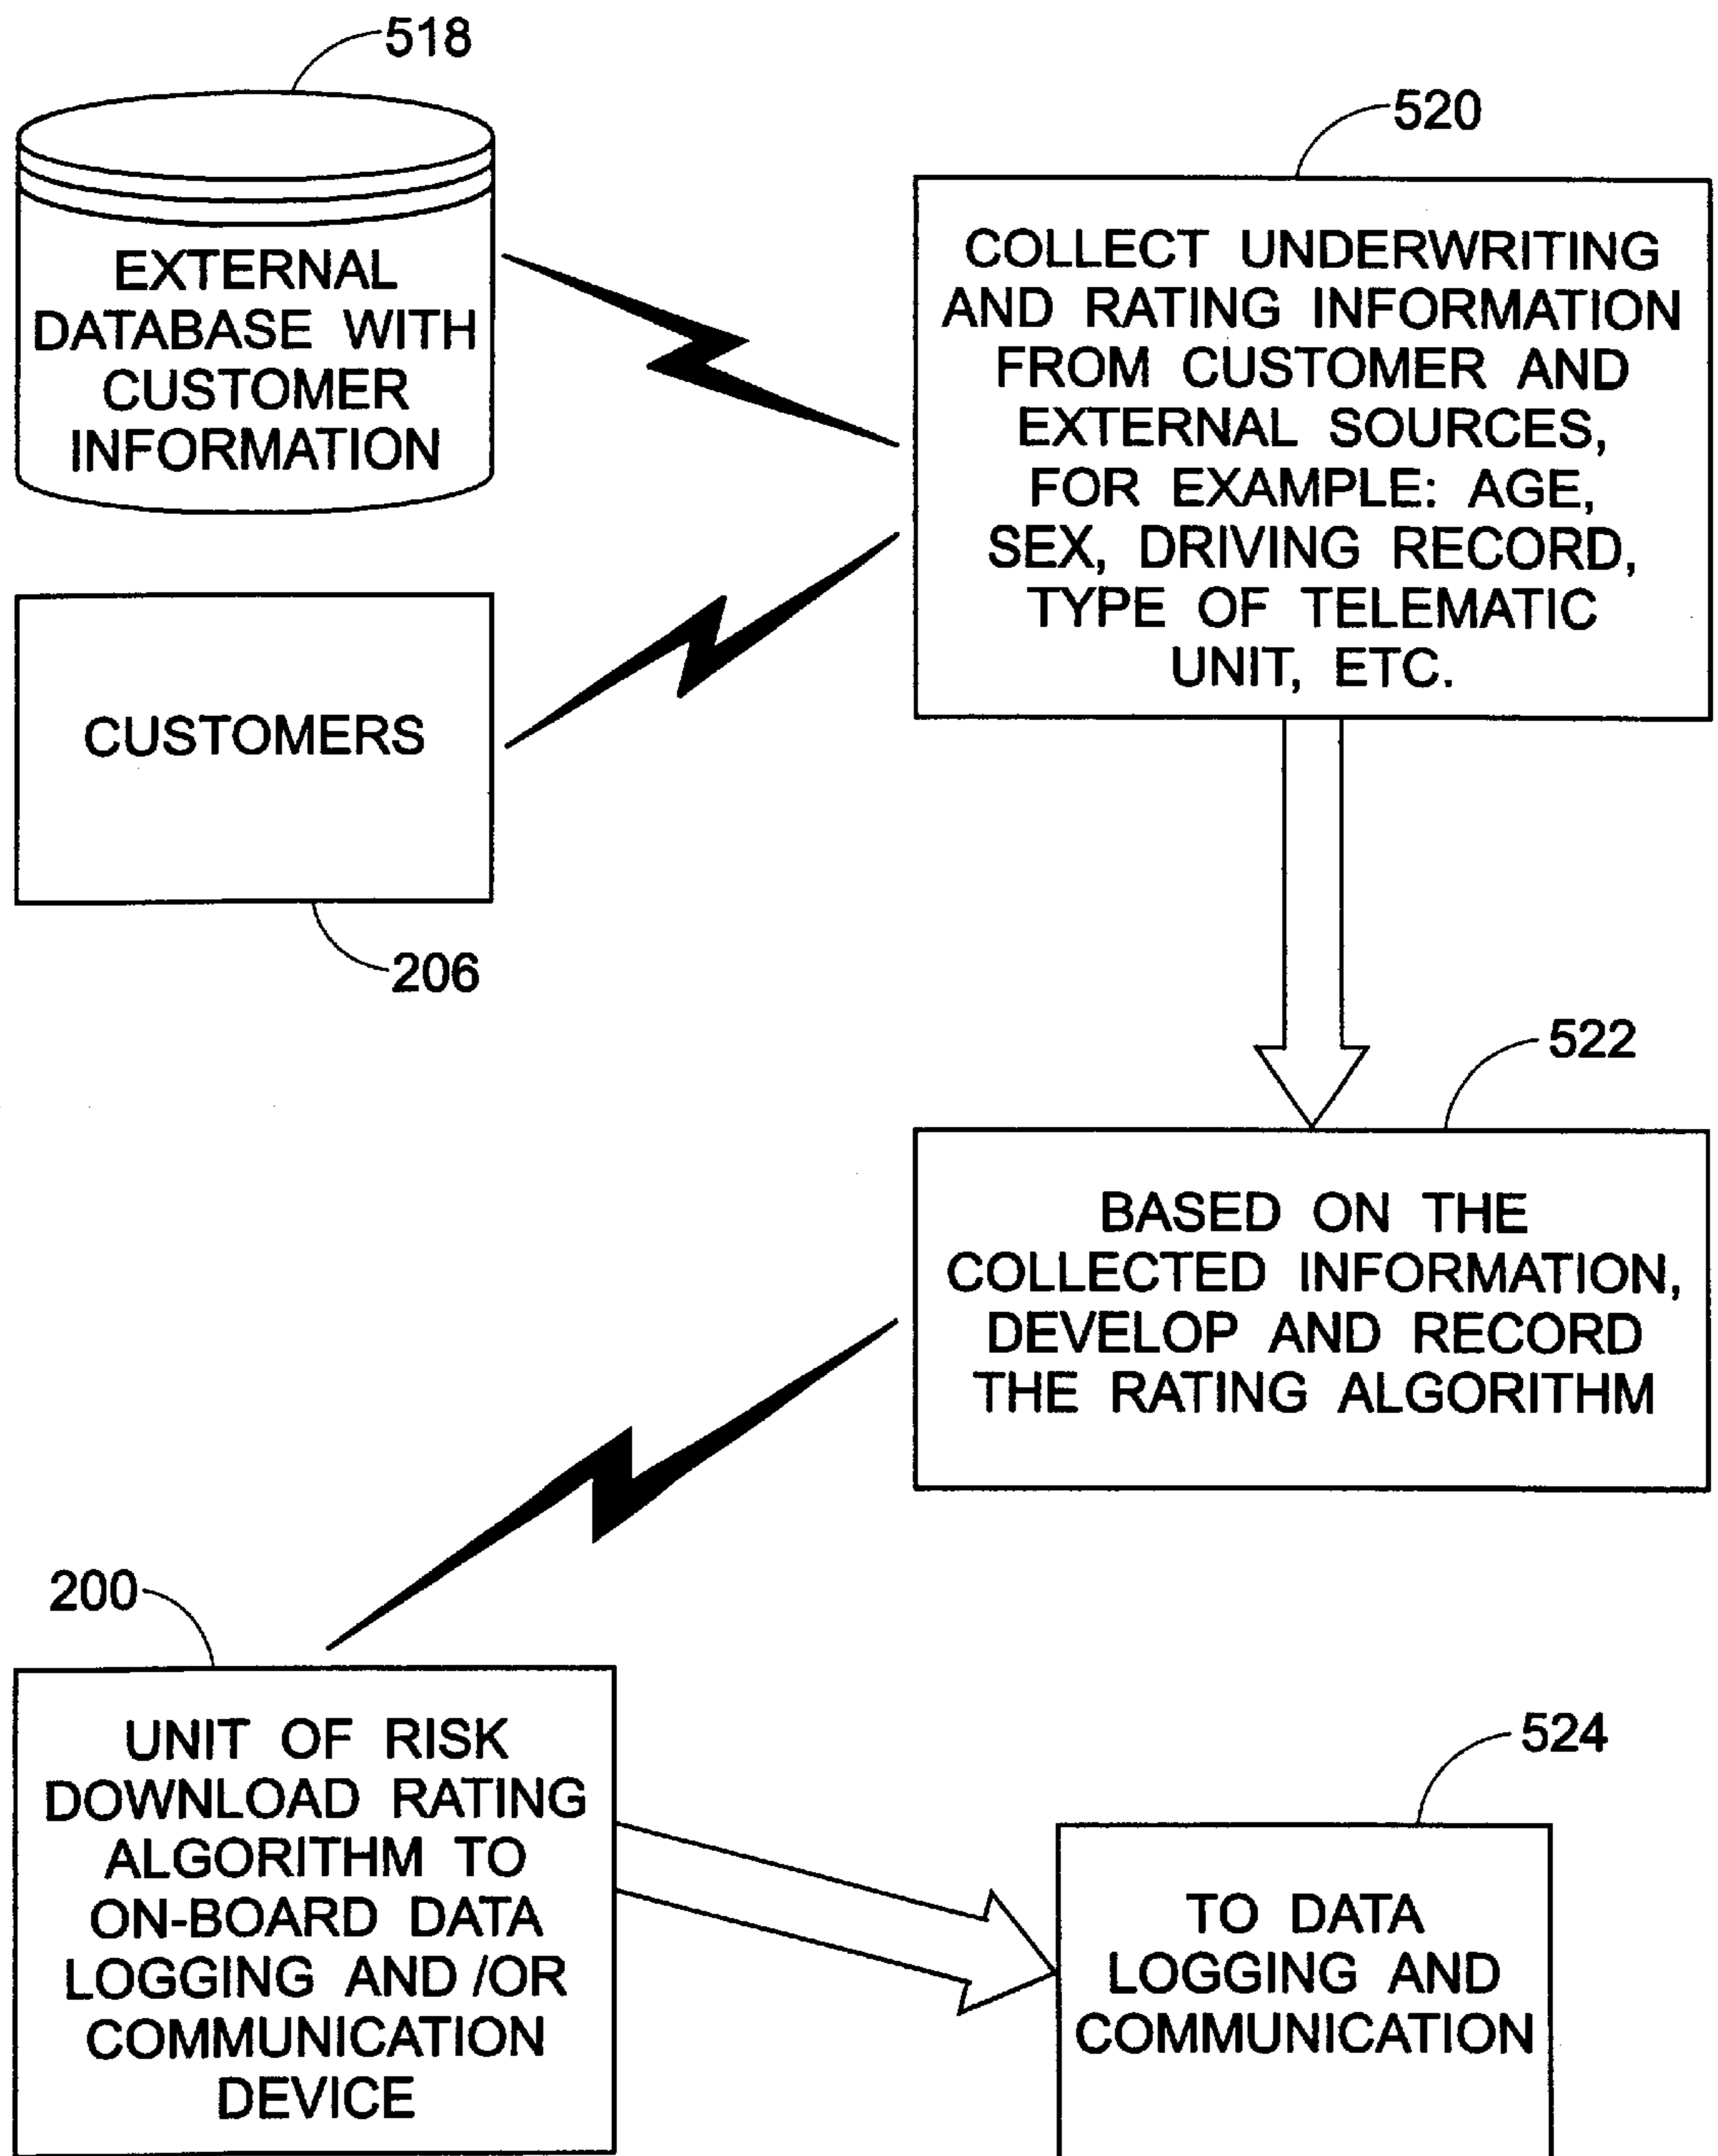 518
EXTERNAL
DATABASE WITH
CUSTOMER
INFORMATION
520
COLLECT UNDERWRITING
AND RATING INFORMATION
FROM CUSTOMER AND
EXTERNAL SOURCES,
FOR EXAMPLE: AGE,
SEX, DRIVING RECORD,
TYPE OF TELEMATIC
UNIT, ETC.
CUSTOMERS
206
522
BASED ON THE
COLLECTED INFORMATION,
DEVELOP AND RECORD
THE RATING ALGORITHM
200
UNIT OF RISK
DOWNLOAD RATING
ALGORITHM TO
ON-BOARD DATA
LOGGING AND /OR
COMMUNICATION
DEVICE
524
TO DATA
LOGGING AND
COMMUNICATION